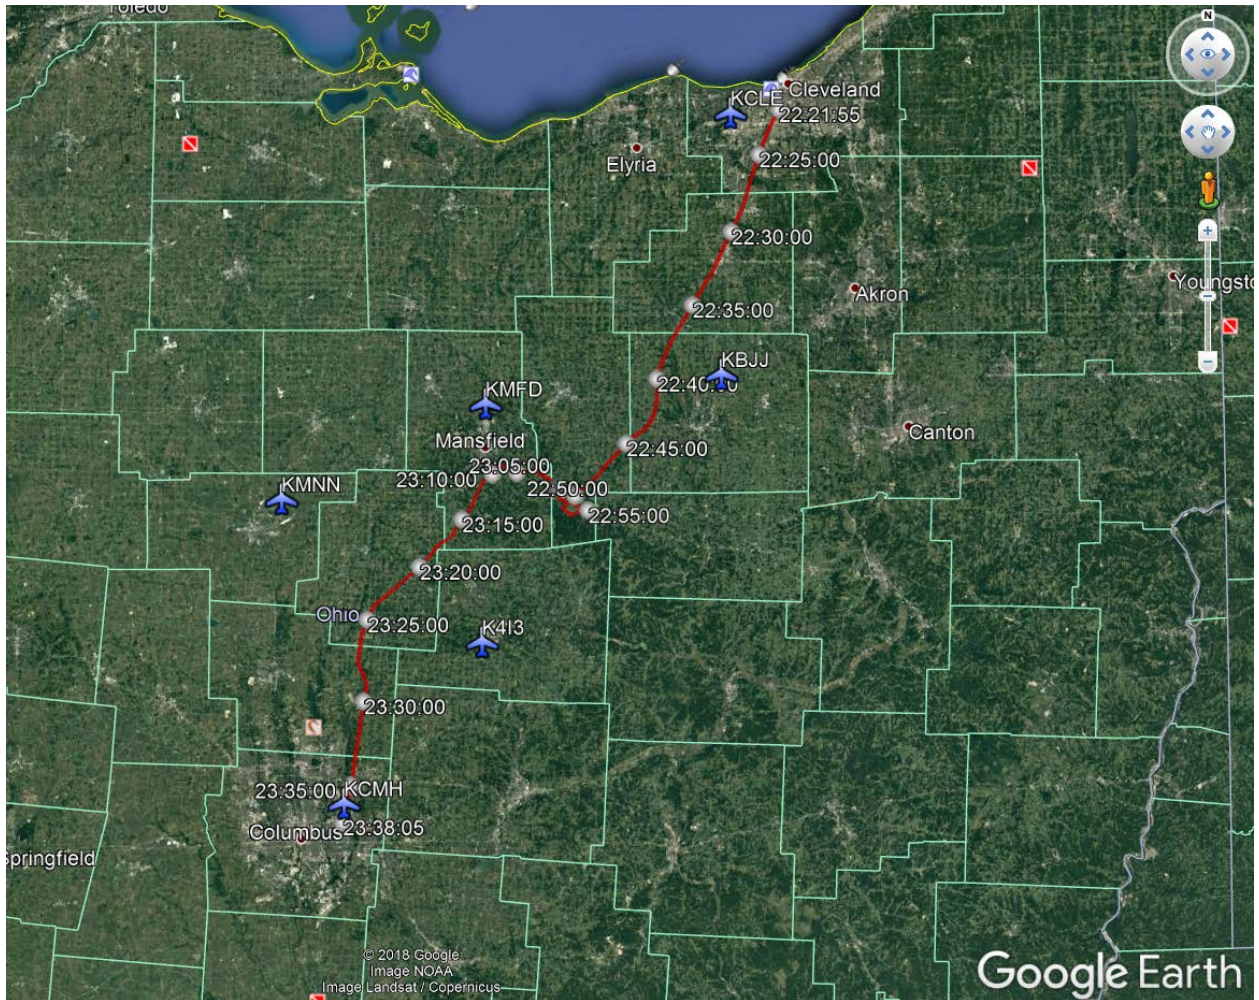 Toledo
N
KCLE
Cleveland
22:21:55
Elyria
22:25:00
22:30:00
Akron
Youngsto
22:35:00
KBJJ
22:40:00
KMFD
Mansfield
Canton
22:45:00
23:05:00
23:10:00
KMNN
22:50:00
22:55:00
23:15:00
23:20:00
Ohio
23:25:00
K4I3
23:30:00
23:35:00
KCMH
Columbus
23:38:05
Springfield
© 2018 Google
Image NOAA
Image Landsat / Copernicus
Google Earth